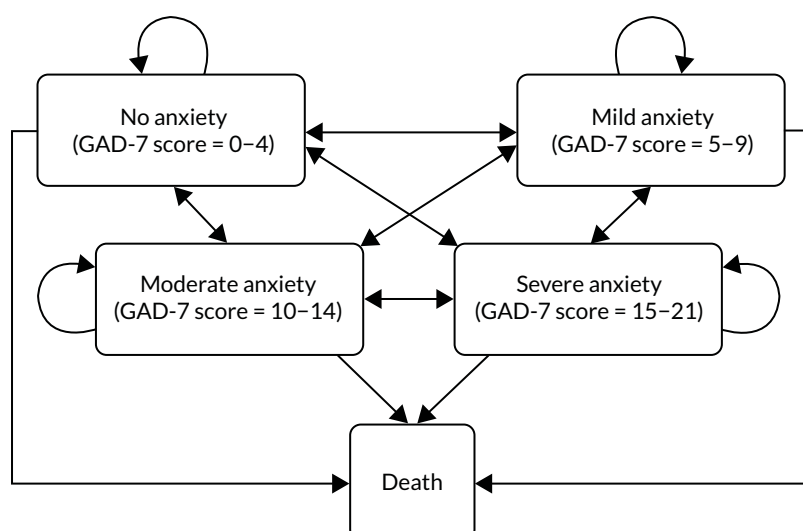 No anxiety
(GAD-7 score = 0–4)
Mild anxiety
(GAD-7 score = 5–9)
Moderate anxiety
(GAD-7 score = 10–14)
Severe anxiety
(GAD-7 score = 15–21)
Death